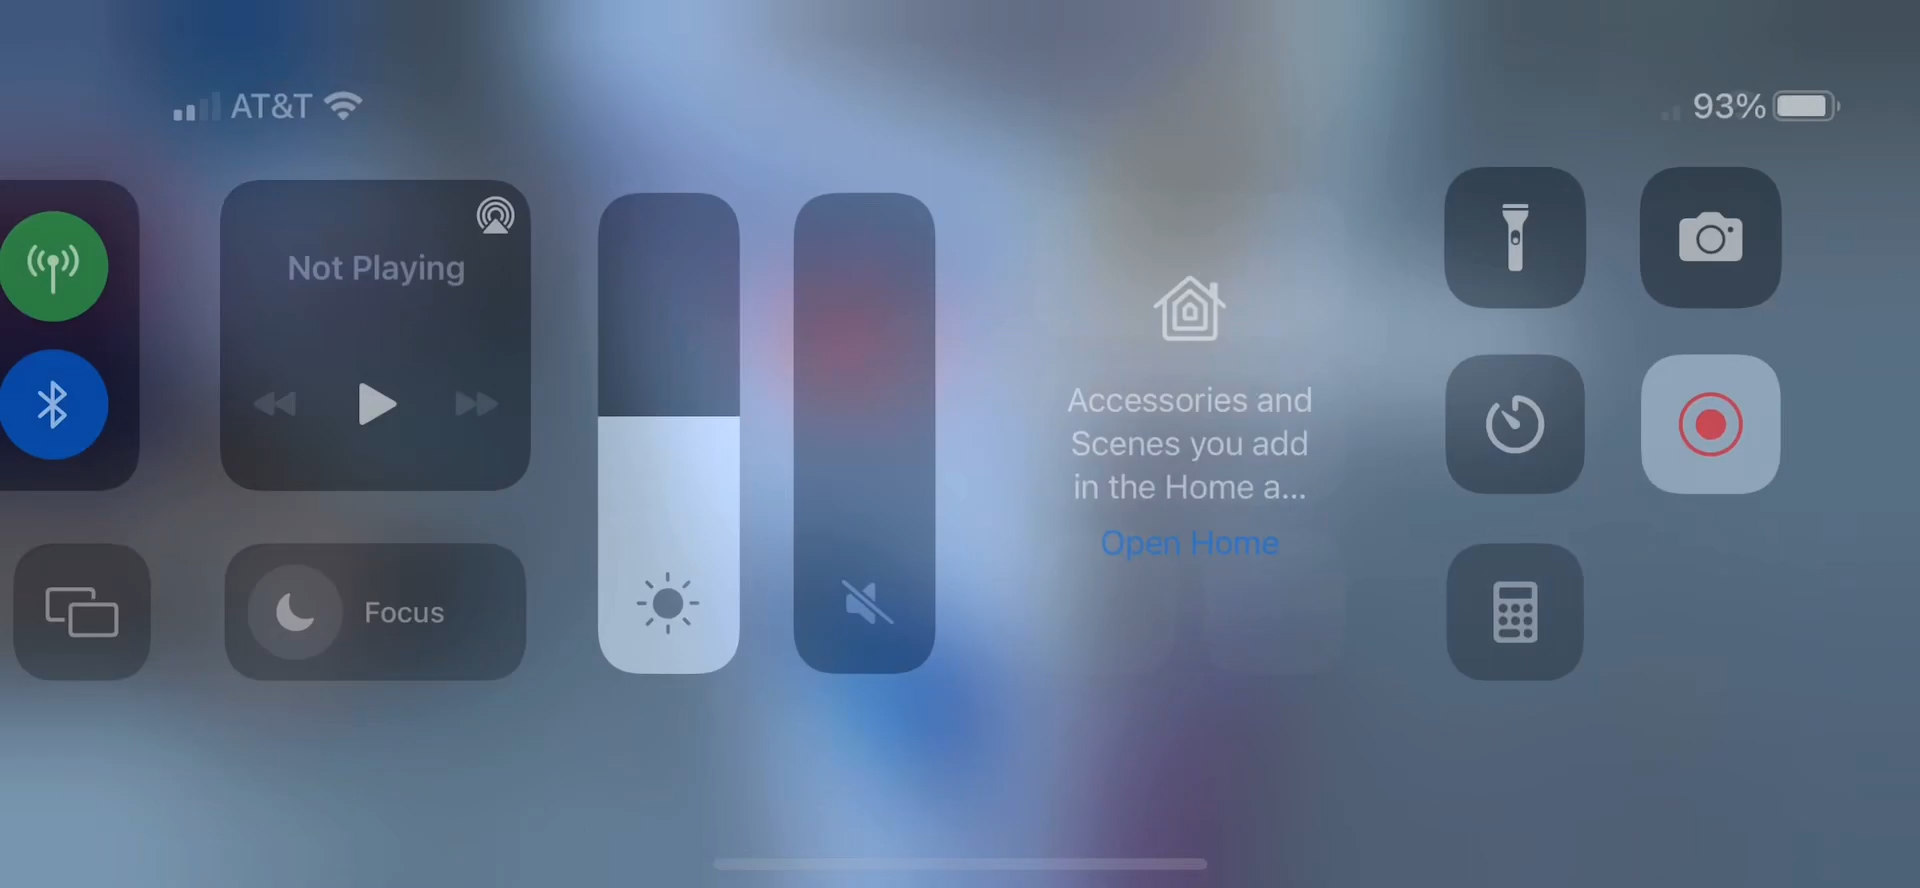 AT&T
93%
Not Playing
Accessories and
Scenes you add
in the Home a...
Open Home
Focus